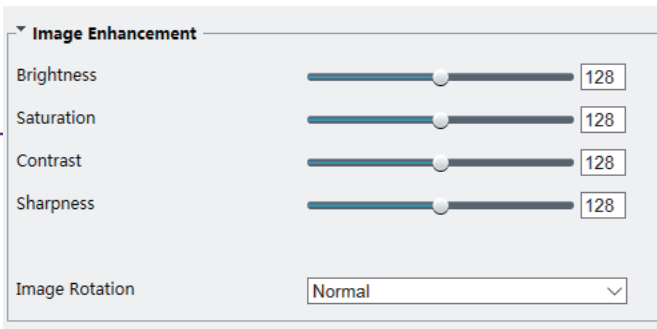 Image Enhancement
Brightness 128
Saturation 128
Contrast 128
Sharpness 128
Image Rotation Normal